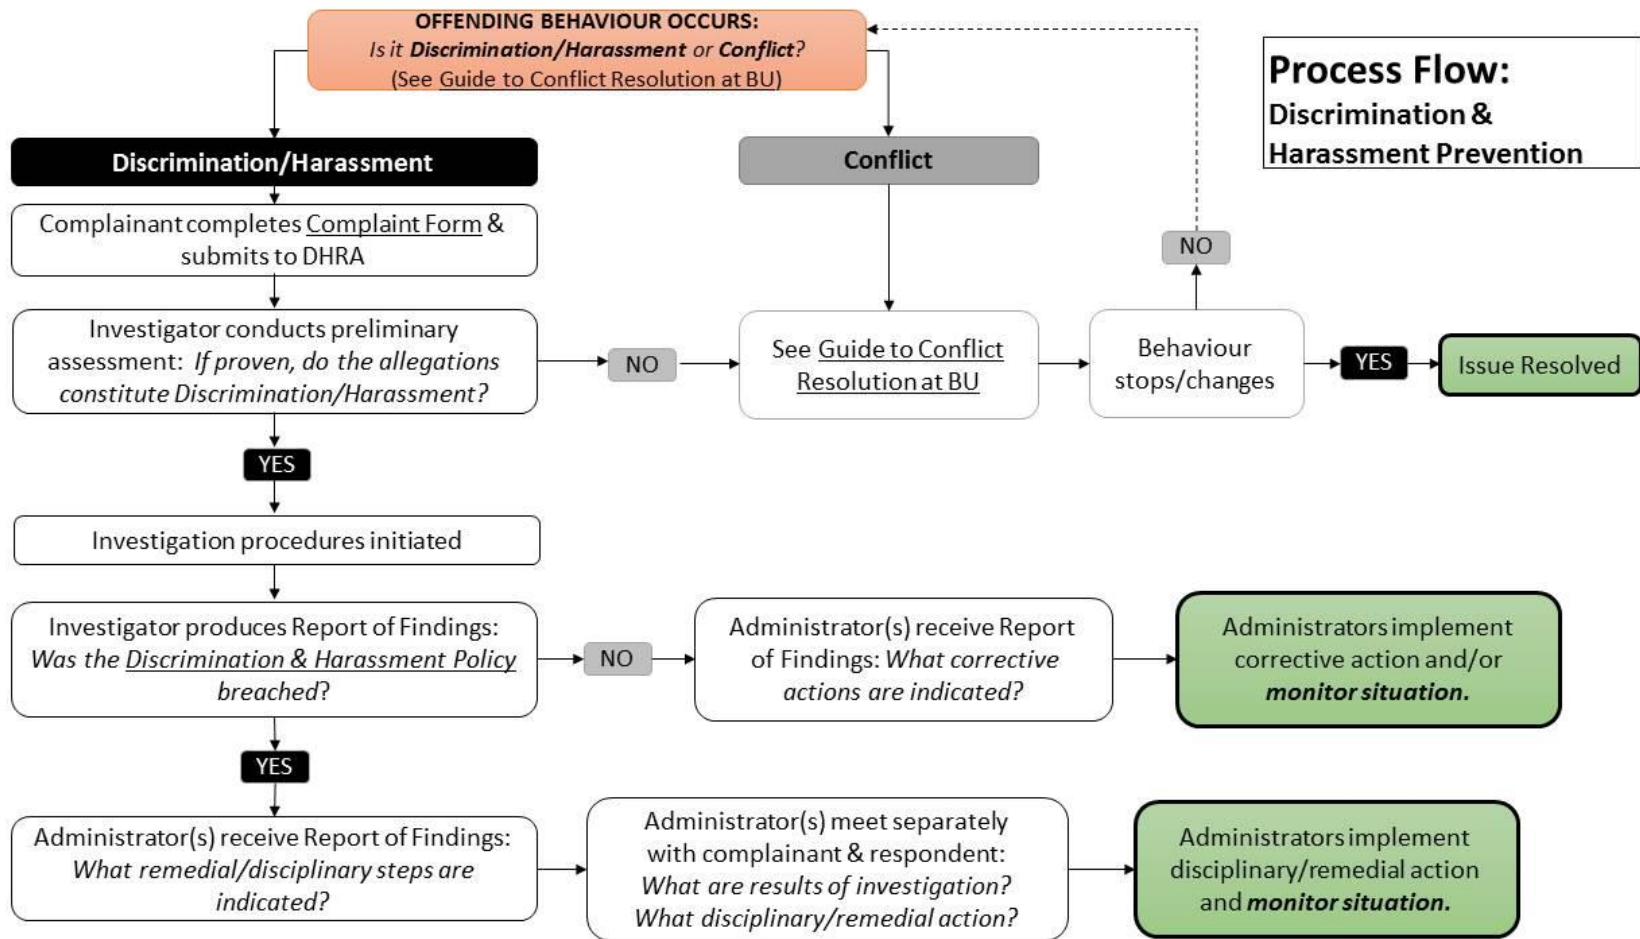 OFFENDING BEHAVIOUR OCCURS:
Is it Discrimination/Harassment or Conflict?
(See Guide to Conflict Resolution at BU)
Process Flow:
Discrimination &
Harassment Prevention
Discrimination/Harassment
Conflict
Complainant completes Complaint Form &
submits to DHRA
NO
Investigator conducts preliminary
assessment: If proven, do the allegations
constitute Discrimination/Harassment?
NO
See Guide to Conflict
Resolution at BU
Behaviour
stops/changes
YES
Issue Resolved
YES
Investigation procedures initiated
Investigator produces Report of Findings:
Was the Discrimination & Harassment Policy
breached?
NO
Administrator(s) receive Report
of Findings: What corrective
actions are indicated?
Administrators implement
corrective action and/or
monitor situation.
YES
Administrator(s) receive Report of Findings:
What remedial/disciplinary steps are
indicated?
Administrator(s) meet separately
with complainant & respondent:
What are results of investigation?
What disciplinary/remedial action?
Administrators implement
disciplinary/remedial action
and monitor situation.